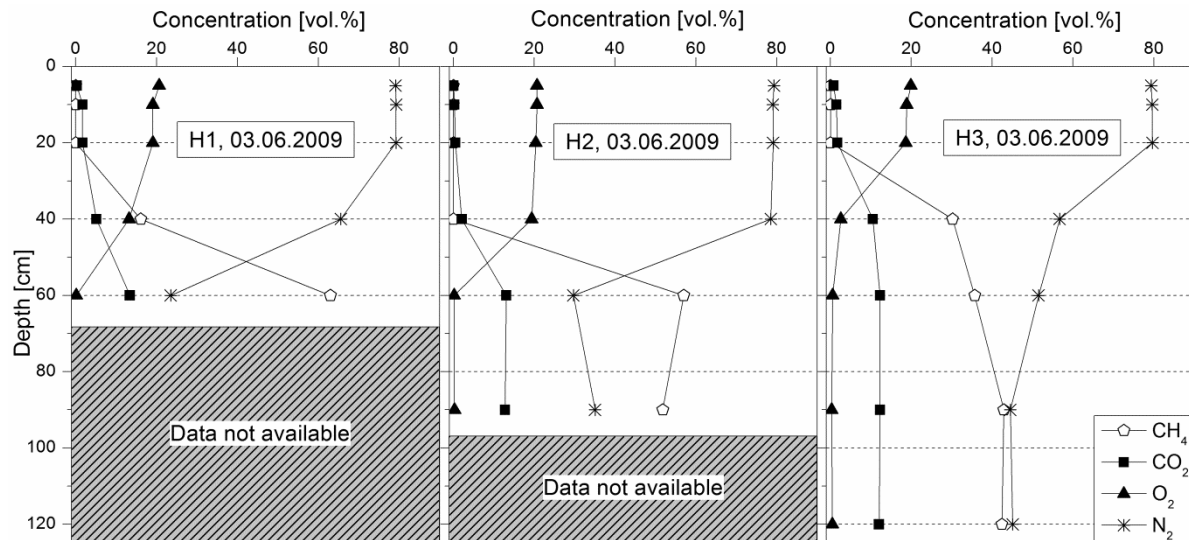 Concentration [vol.%] Concentration [vol.%] Concentration [vol.%]
0 20 40 60 80 0 20 40 60 80 0 20 40 60 80
0
20
40
60
80
100
120
Depth [cm]
H1, 03.06.2009
H2, 03.06.2009
H3, 03.06.2009
Data not available
Data not available
CH₄
CO₂
O₂
N₂